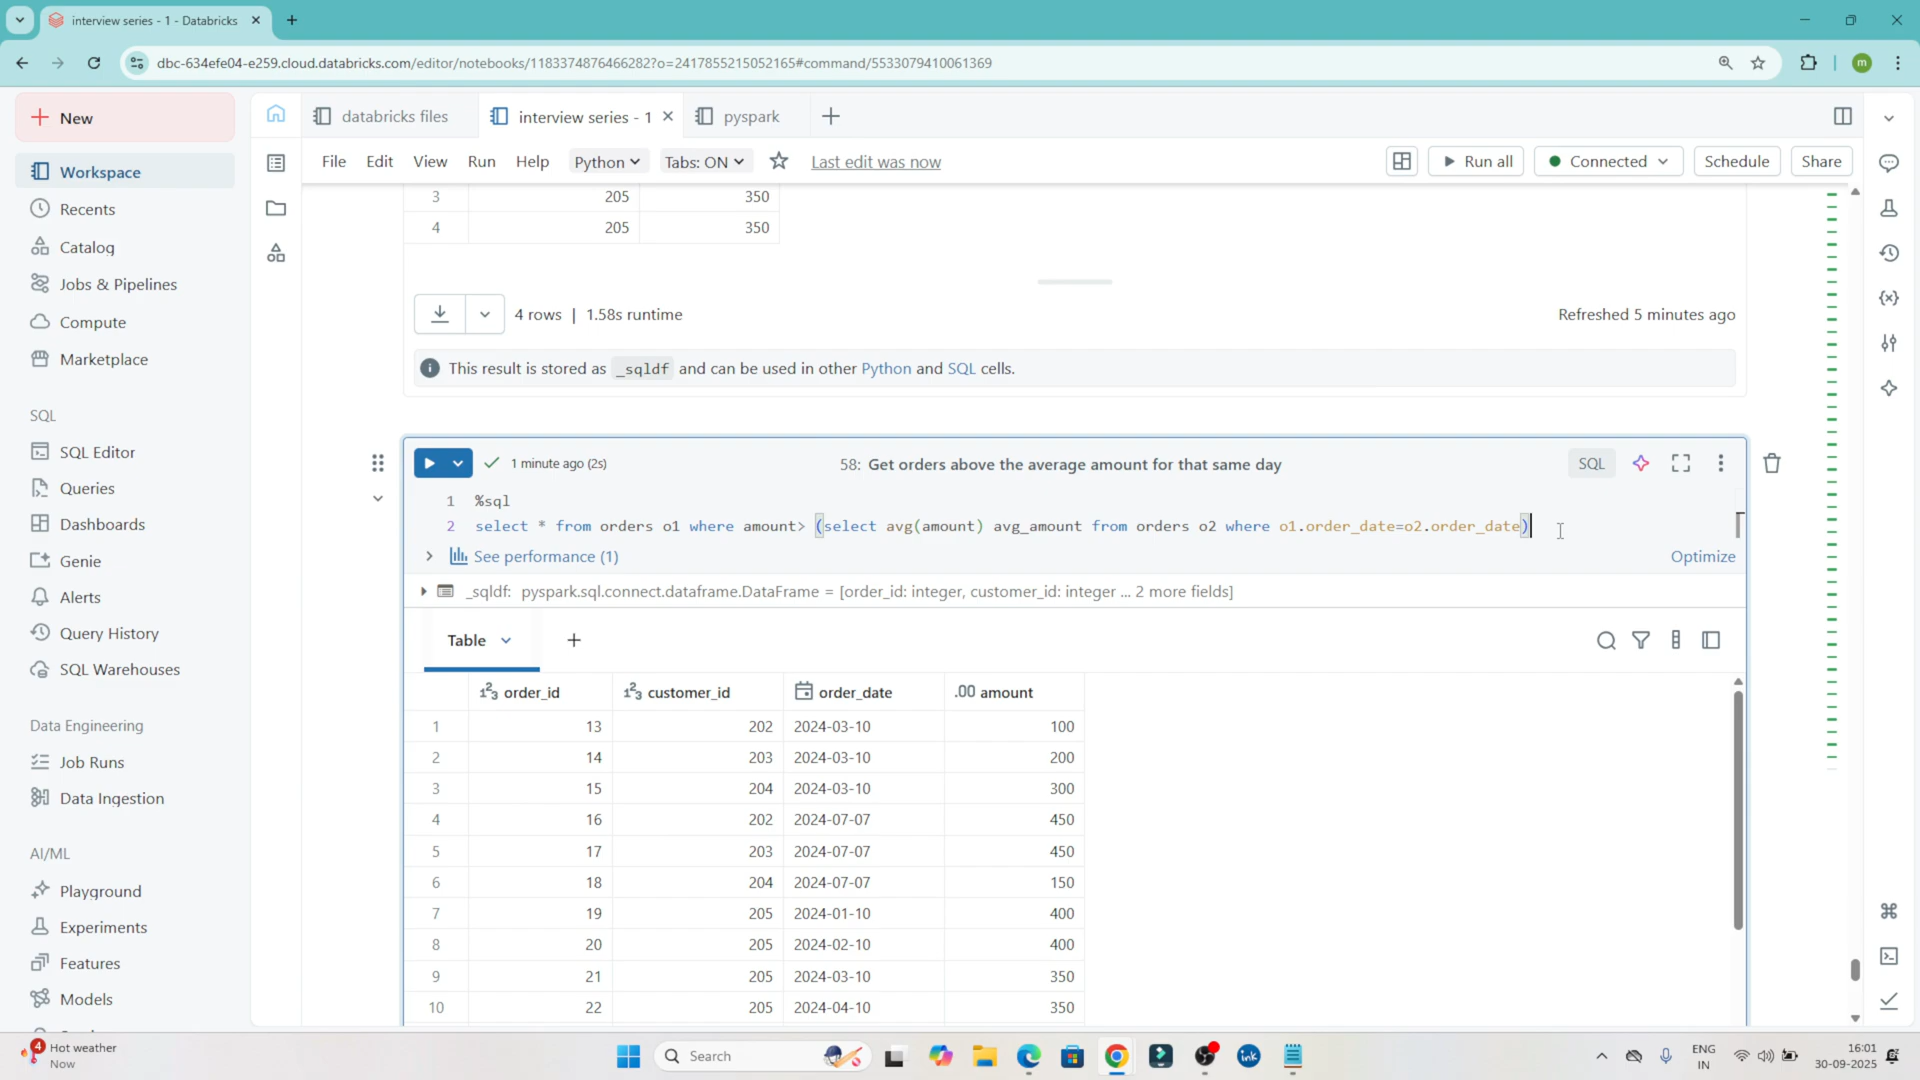 interview series - 1 - Databricks
dbc-634efe04-e259.cloud.databricks.com/editor/notebooks/1183374876466282?o=2417855215052165#command/5533079410061369
m
New
databricks files
interview series - 1
pyspark
File Edit View Run Help Python Tabs: ON Last edit was now
Run all
Connected
Schedule
Share
Workspace
Recents
Catalog
Jobs & Pipelines
Compute
Marketplace
SQL
SQL Editor
Queries
Dashboards
Genie
Alerts
Query History
SQL Warehouses
Data Engineering
Job Runs
Data Ingestion
AI/ML
Playground
Experiments
Features
Models
3 205 350
4 205 350
4 rows | 1.58s runtime
Refreshed 5 minutes ago
This result is stored as _sqldf and can be used in other Python and SQL cells.
1 minute ago (2s)
58: Get orders above the average amount for that same day
SQL
1 %sql
2 select * from orders o1 where amount> (select avg(amount) avg_amount from orders o2 where o1.order_date=o2.order_date)
See performance (1)
Optimize
_sqldf: pyspark.sql.connect.dataframe.DataFrame = [order_id: integer, customer_id: integer ... 2 more fields]
Table
order_id customer_id order_date .00 amount
1 13 202 2024-03-10 100
2 14 203 2024-03-10 200
3 15 204 2024-03-10 300
4 16 202 2024-07-07 450
5 17 203 2024-07-07 450
6 18 204 2024-07-07 150
7 19 205 2024-01-10 400
8 20 205 2024-02-10 400
9 21 205 2024-03-10 350
10 22 205 2024-04-10 350
4
Hot weather
Now
Search
ink
ENG
IN
16:01
30-09-2025